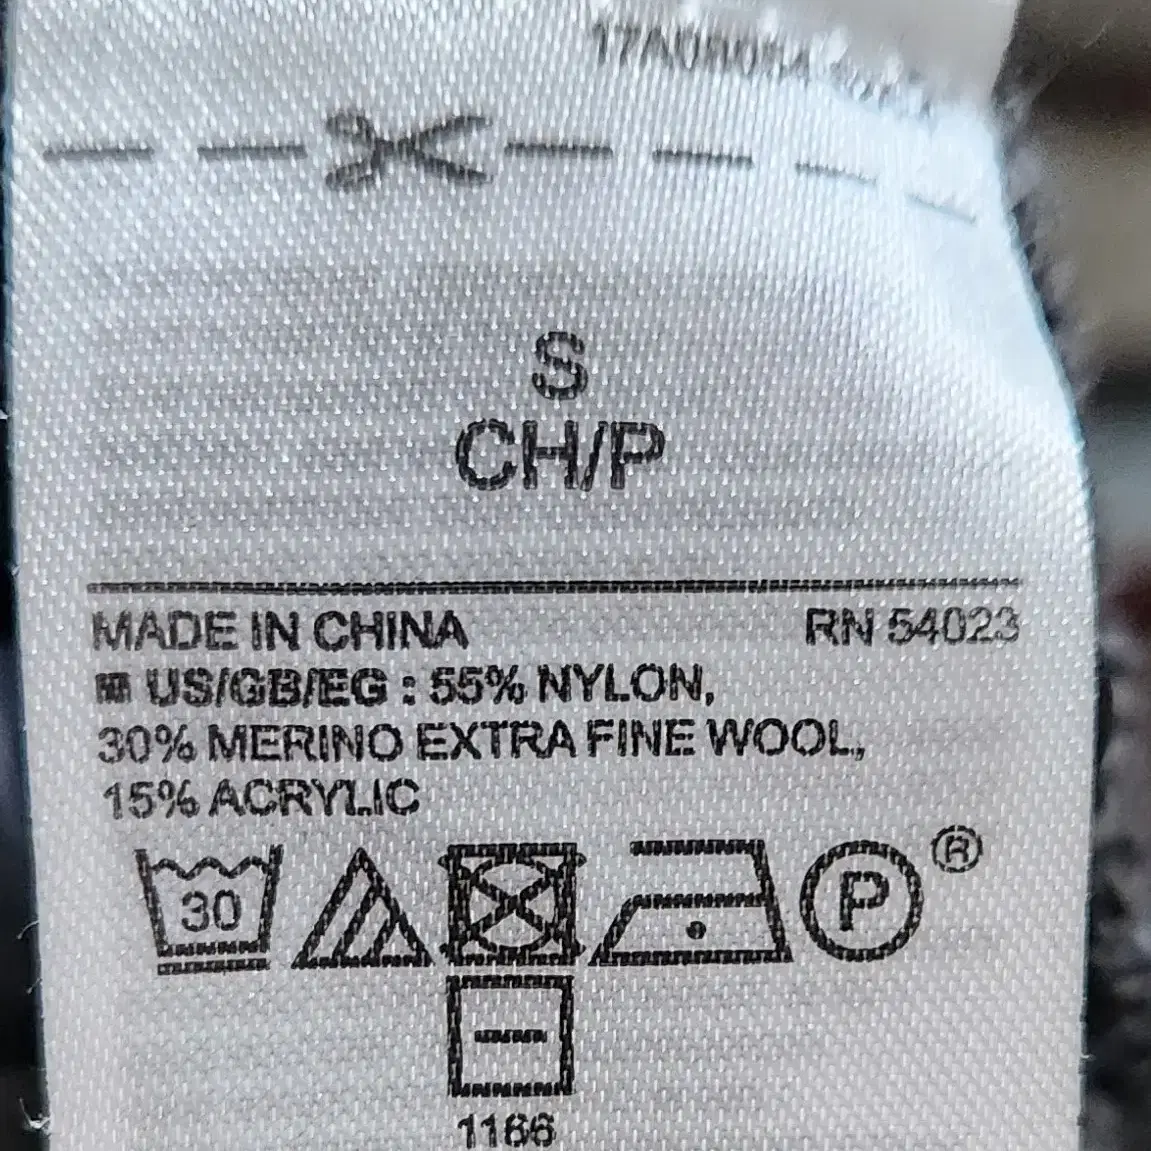 S
CH/P
MADE IN CHINA RN 54023
US/GB/EG : 55% NYLON,
30% MERINO EXTRA FINE WOOL,
15% ACRYLIC
30
P ®
1166